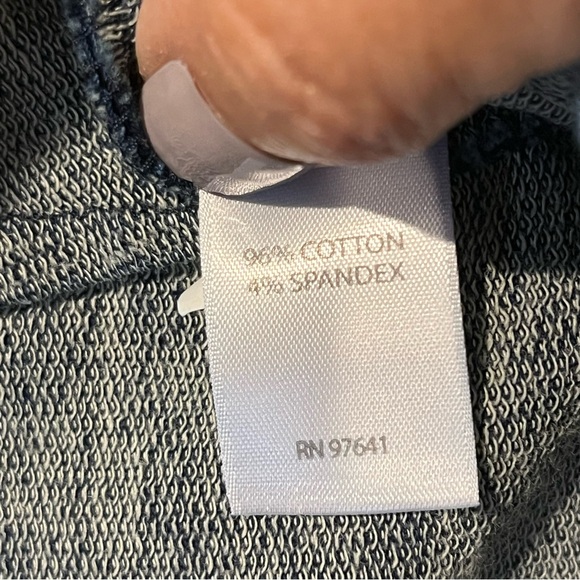 96% COTTON
4% SPANDEX
RN 97641